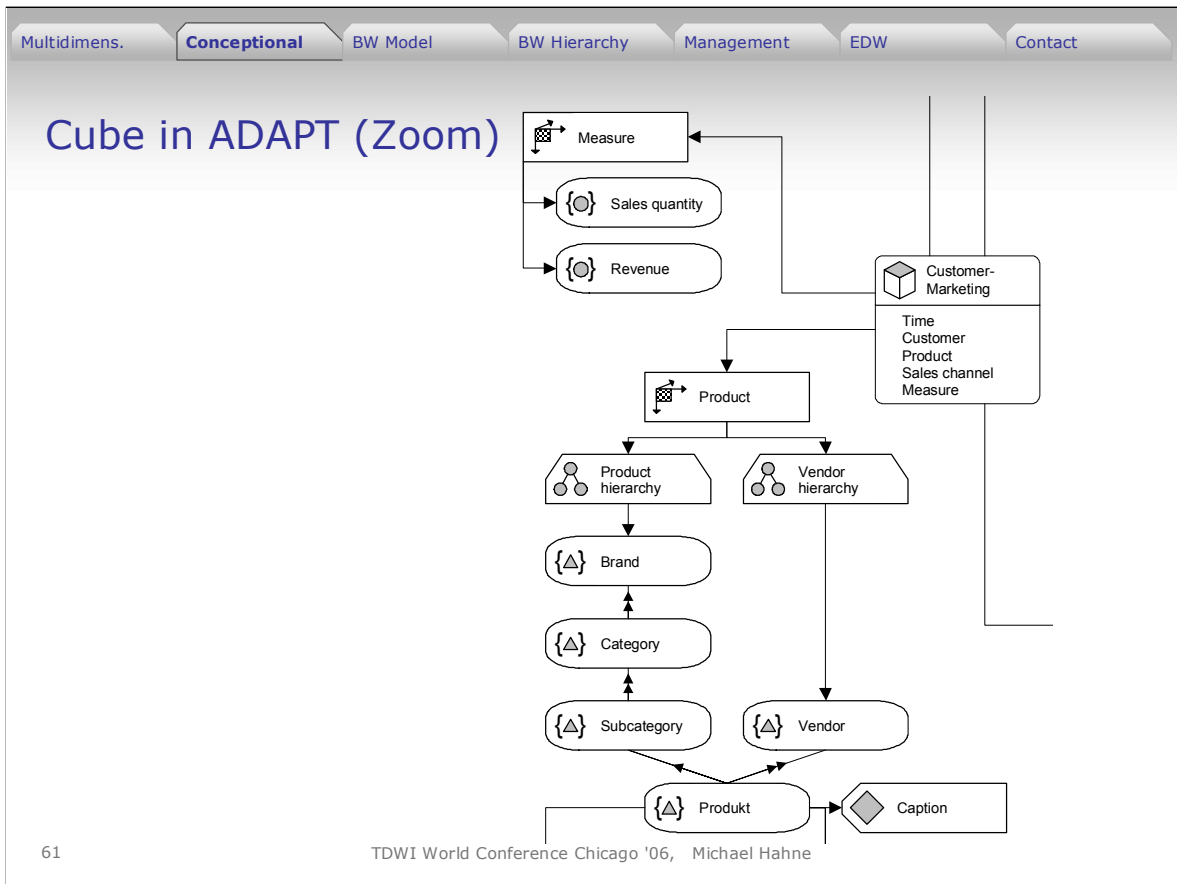 Multidimens.
Conceptional
BW Model
BW Hierarchy
Management
EDW
Contact
Cube in ADAPT (Zoom)
Measure
{ } Sales quantity
{ } Revenue
Customer-
Marketing
Time
Customer
Product
Sales channel
Measure
Product
Product
hierarchy
Vendor
hierarchy
{ } Brand
{ } Category
{ } Subcategory
{ } Vendor
{ } Produkt
Caption
61
TDWI World Conference Chicago '06, Michael Hahne